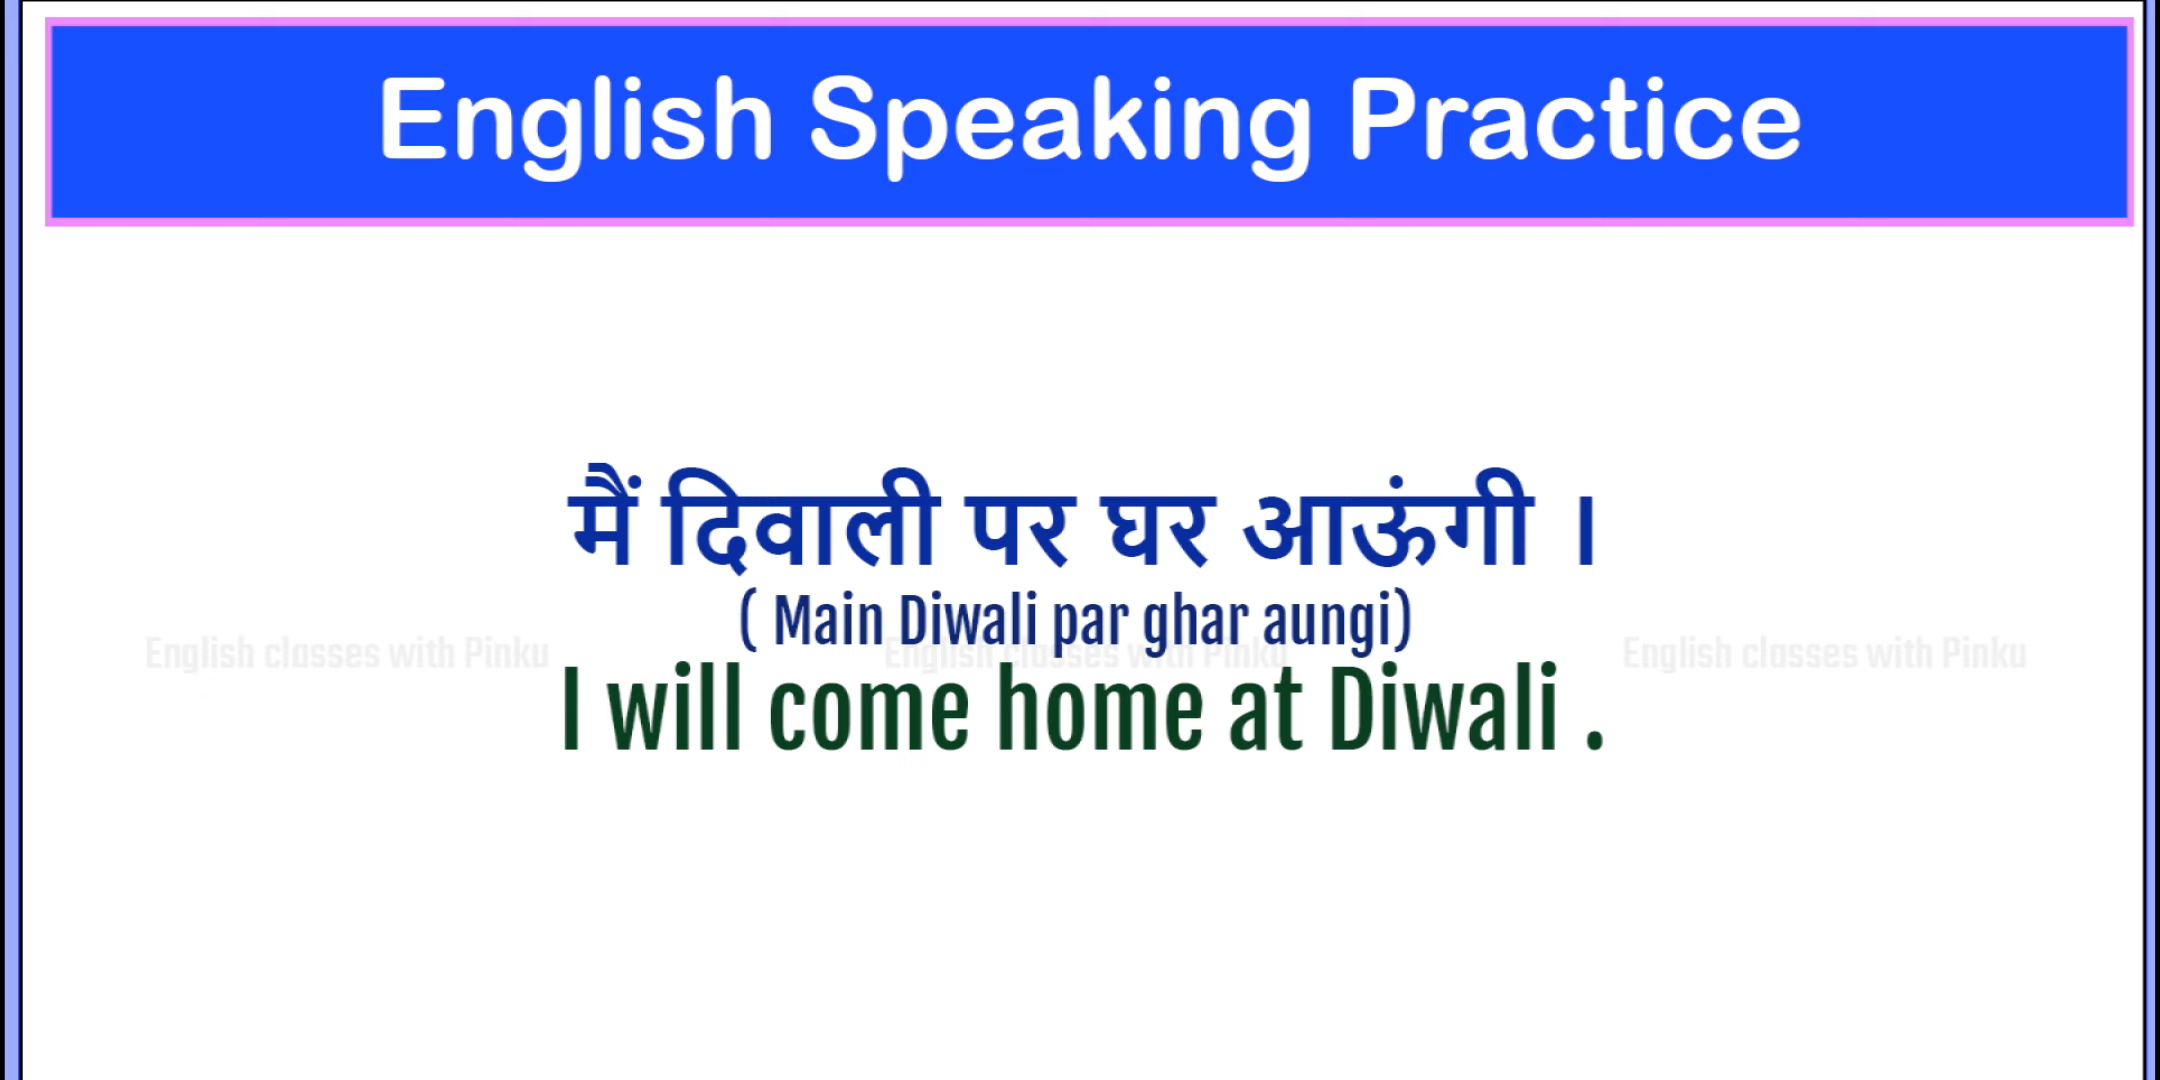 English Speaking Practice
मैं दिवाली पर घर आऊंगी ।
( Main Diwali par ghar aungi)
English classes with Pinku English classes with Pinku English classes with Pinku
I will come home at Diwali .